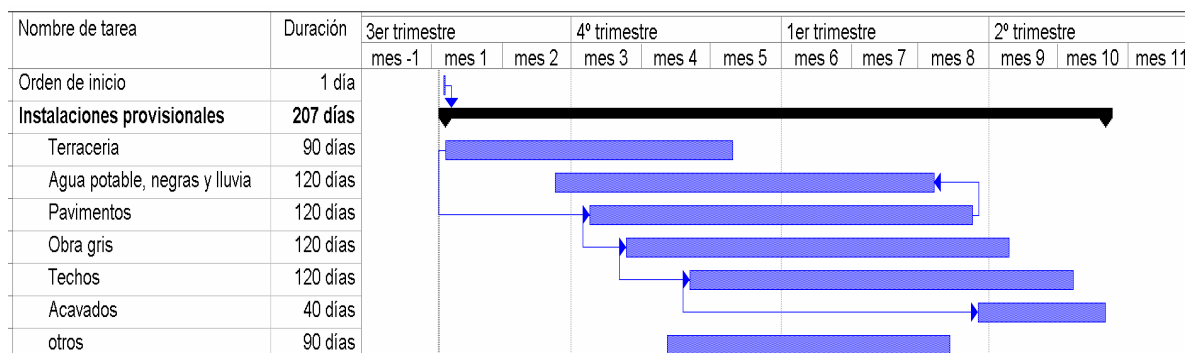 Nombre de tarea Duración 3er trimestre 4º trimestre 1er trimestre 2º trimestre
mes -1 mes 1 mes 2 mes 3 mes 4 mes 5 mes 6 mes 7 mes 8 mes 9 mes 10 mes 11
Orden de inicio 1 día
Instalaciones provisionales 207 días
Terraceria 90 días
Agua potable, negras y lluvia 120 días
Pavimentos 120 días
Obra gris 120 días
Techos 120 días
Acavados 40 días
otros 90 días